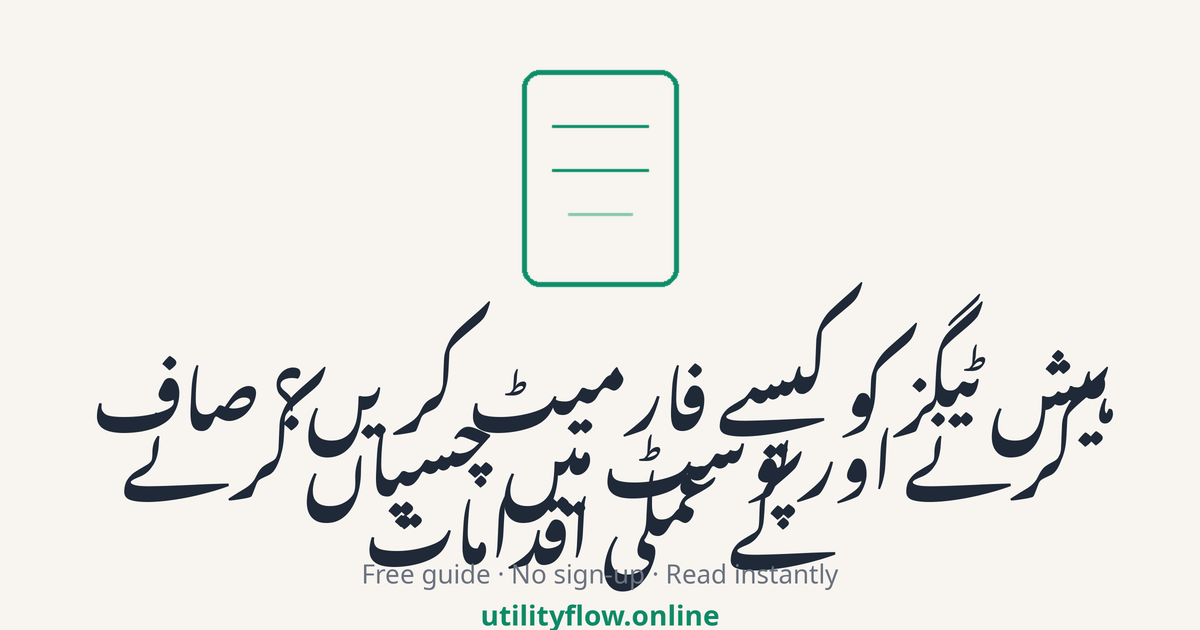 ہیش ٹیگز کو کیسے فارمیٹ کریں؟ صاف
کرنے اور پوسٹ میں چسپاں کرنے
کے عملی اقدامات
Free guide · No sign-up · Read instantly
utilityflow.online